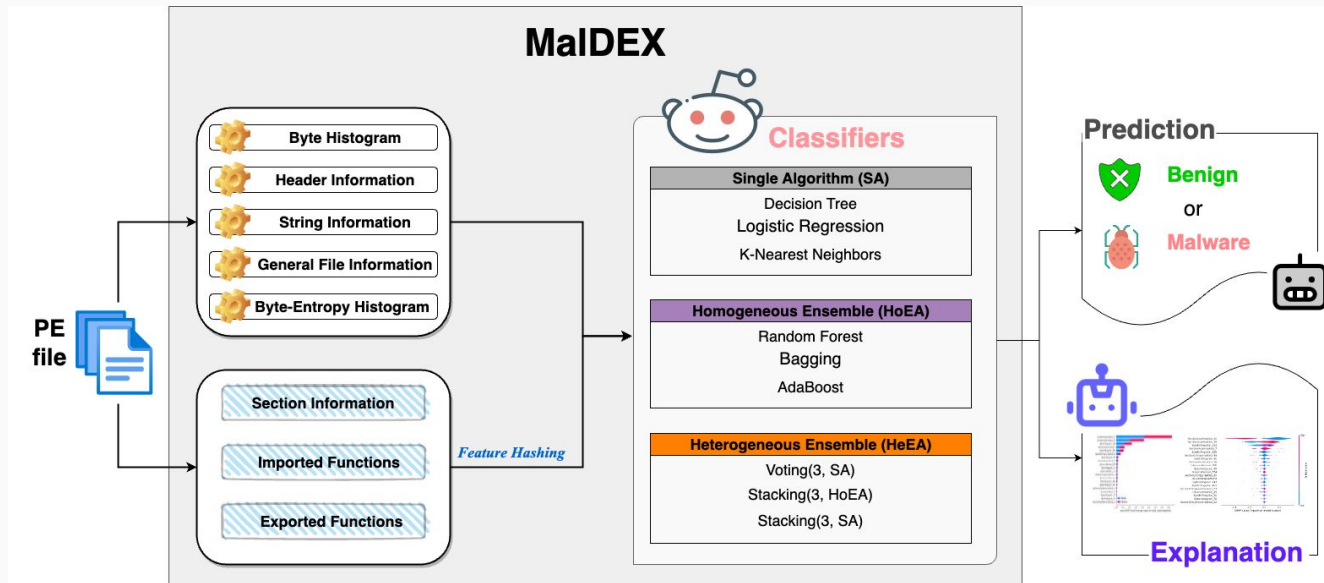 MalDEX
PE
file
Byte Histogram
Header Information
String Information
General File Information
Byte-Entropy Histogram
Section Information
Imported Functions
Exported Functions
Feature Hashing
Classifiers
Single Algorithm (SA)
Decision Tree
Logistic Regression
K-Nearest Neighbors
Homogeneous Ensemble (HoEA)
Random Forest
Bagging
AdaBoost
Heterogeneous Ensemble (HeEA)
Voting(3, SA)
Stacking(3, HoEA)
Stacking(3, SA)
Prediction
Benign
or
Malware
Explanation